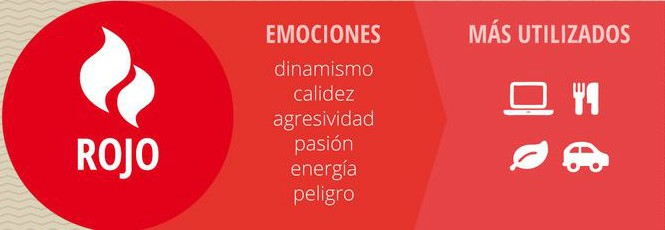 ROJO
EMOCIONES
dinamismo
calidez
agresividad
pasión
energía
peligro
MÁS UTILIZADOS